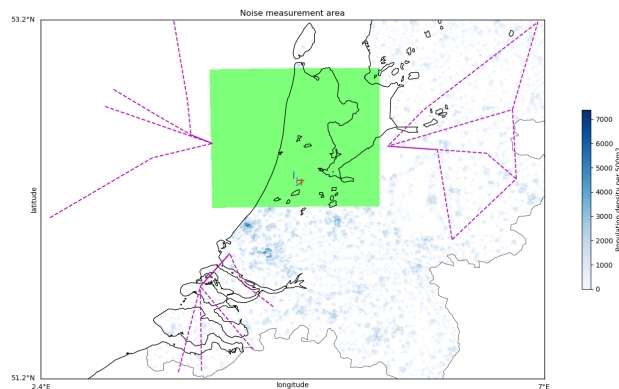 Noise measurement area
53.2°N
latitude
51.2°N
2.4°E
longitude
7°E
7000
6000
5000
4000
3000
2000
1000
0
Population density per 500m2